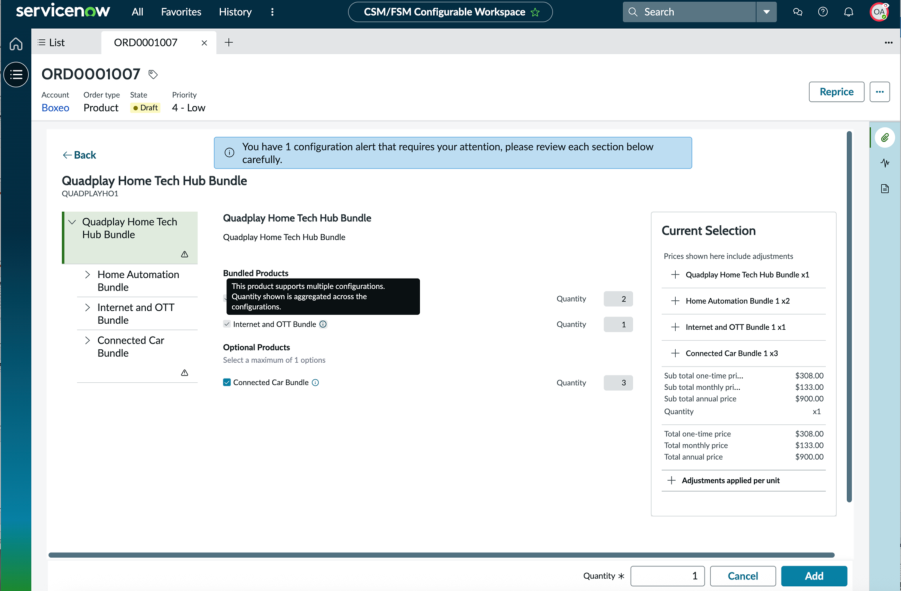 servicenow All Favorites History CSM/FSM Configurable Workspace Search OA
List ORD0001007
ORD0001007
Account Order type State Priority
Boxeo Product Draft 4 - Low
Reprice
You have 1 configuration alert that requires your attention, please review each section below
carefully.
Back
Quadplay Home Tech Hub Bundle
QUADPLAYHO1
Quadplay Home Tech
Hub Bundle
Home Automation
Bundle
Internet and OTT
Bundle
Connected Car
Bundle
Quadplay Home Tech Hub Bundle
Quadplay Home Tech Hub Bundle
Bundled Products
This product supports multiple configurations.
Quantity shown is aggregated across the
configurations.
Quantity 2
Internet and OTT Bundle Quantity 1
Optional Products
Select a maximum of 1 options
Connected Car Bundle Quantity 3
Current Selection
Prices shown here include adjustments
Quadplay Home Tech Hub Bundle x1
Home Automation Bundle 1 x2
Internet and OTT Bundle 1 x1
Connected Car Bundle 1 x3
Sub total one-time pri... $308.00
Sub total monthly pri... $133.00
Sub total annual price $900.00
Quantity x1
Total one-time price $308.00
Total monthly price $133.00
Total annual price $900.00
Adjustments applied per unit
Quantity * 1 Cancel Add